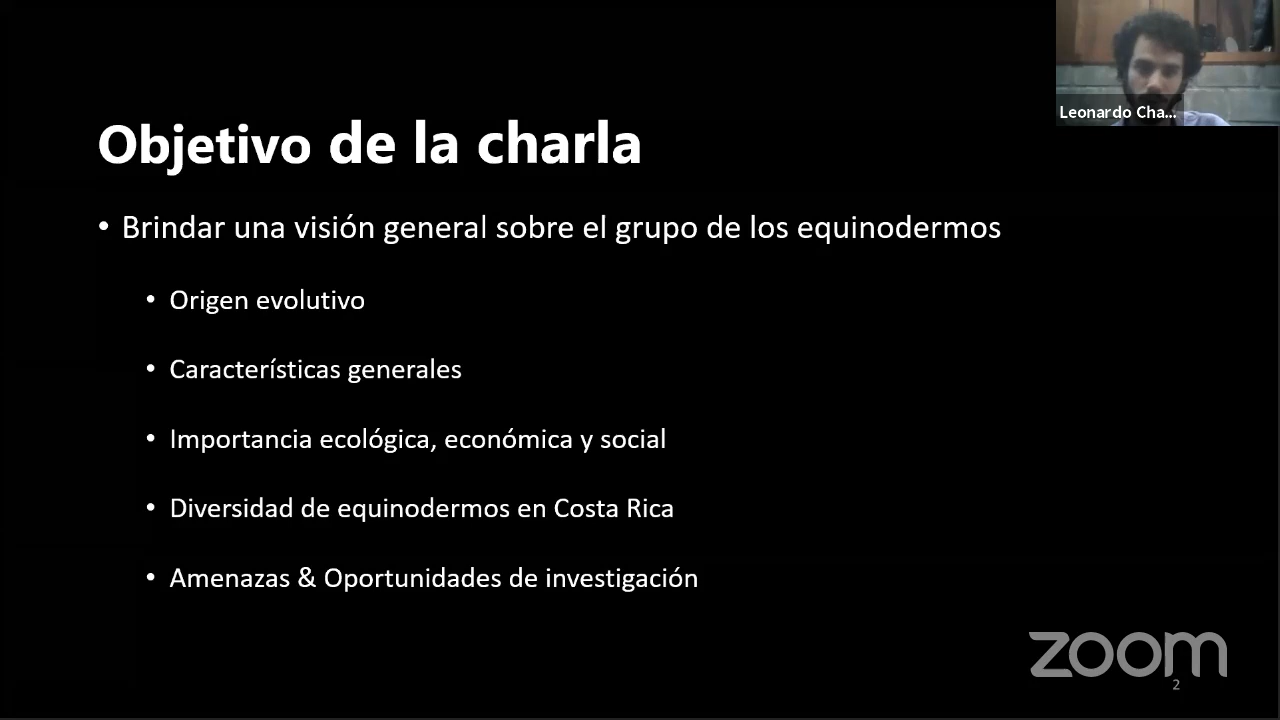 Leonardo Cha...
Objetivo de la charla
• Brindar una visión general sobre el grupo de los equinodermos
• Origen evolutivo
• Características generales
• Importancia ecológica, económica y social
• Diversidad de equinodermos en Costa Rica
• Amenazas & Oportunidades de investigación
zoom
2